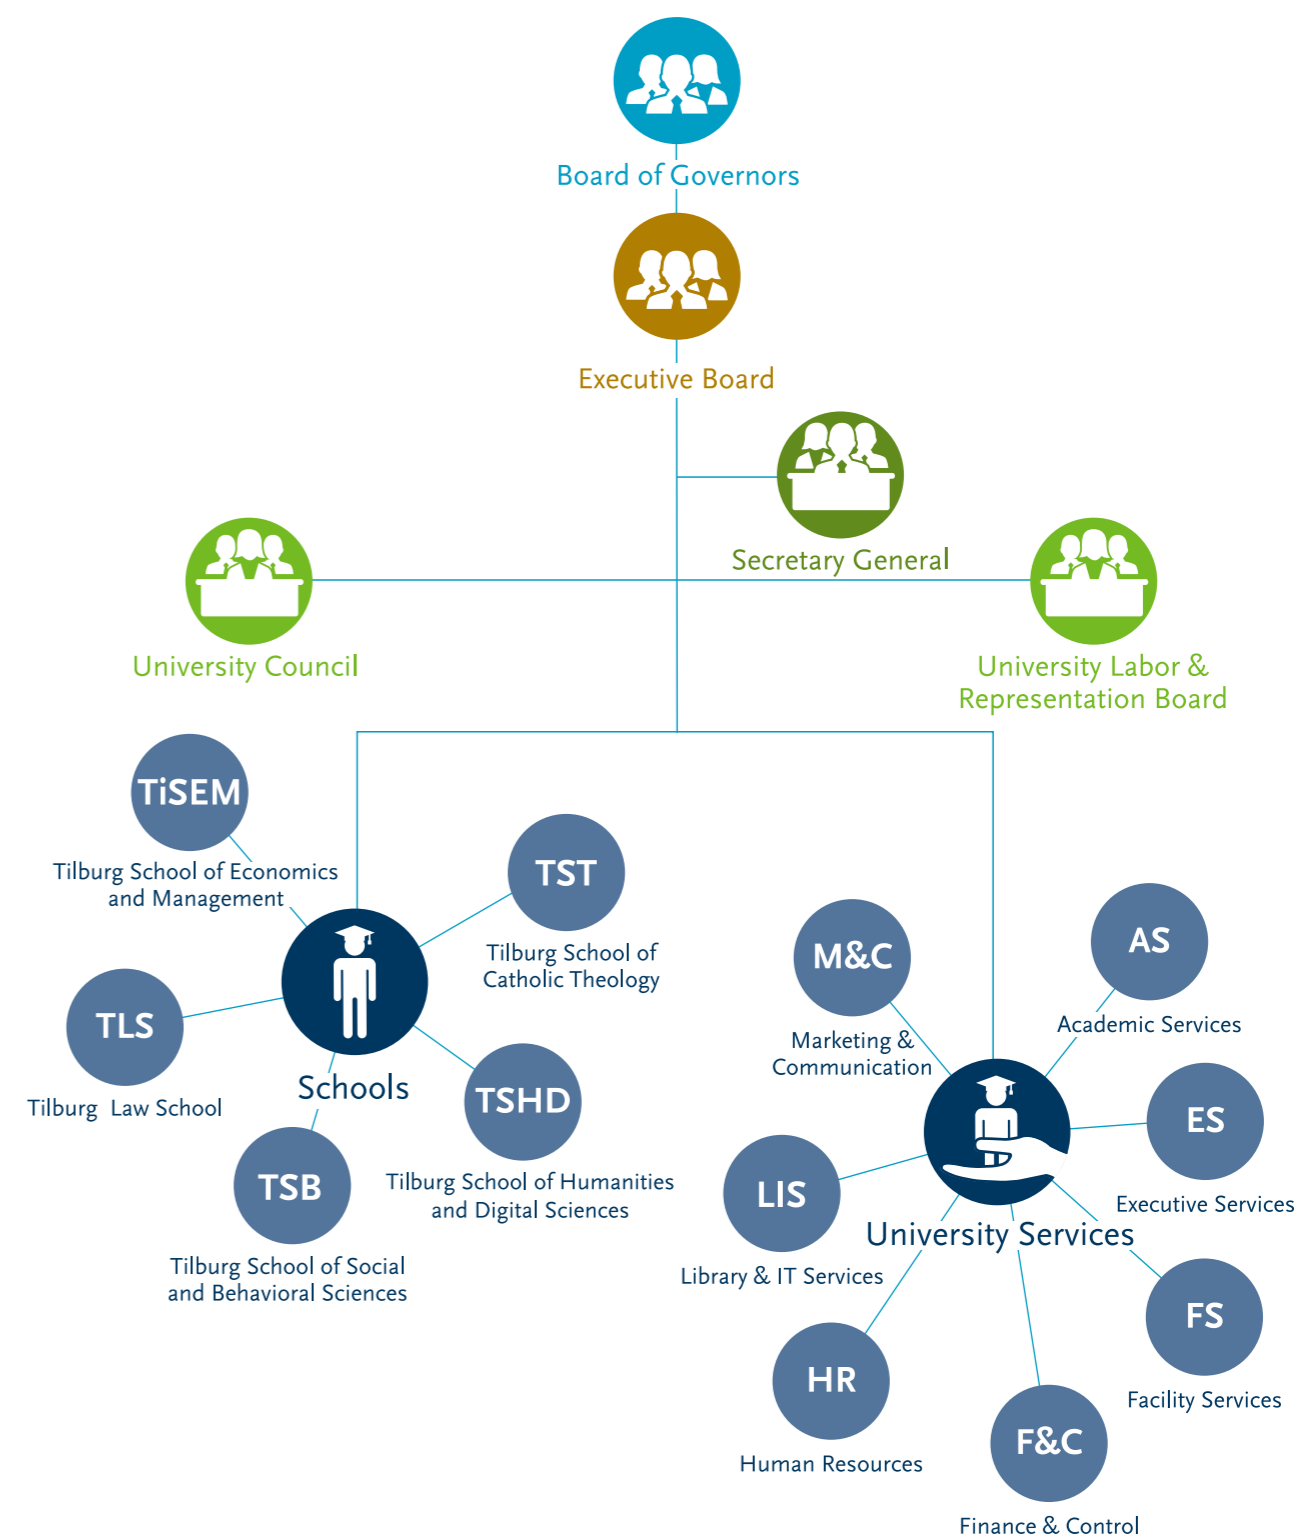 Board of Governors
Executive Board
Secretary General
University Council
University Labor &
Representation Board
TiSEM
Tilburg School of Economics
and Management
TST
Tilburg School of
Catholic Theology
TLS
Tilburg Law School
Schools
TSHD
Tilburg School of Humanities
and Digital Sciences
TSB
Tilburg School of Social
and Behavioral Sciences
M&C
Marketing &
Communication
AS
Academic Services
ES
Executive Services
LIS
Library & IT Services
University Services
FS
Facility Services
HR
Human Resources
F&C
Finance & Control